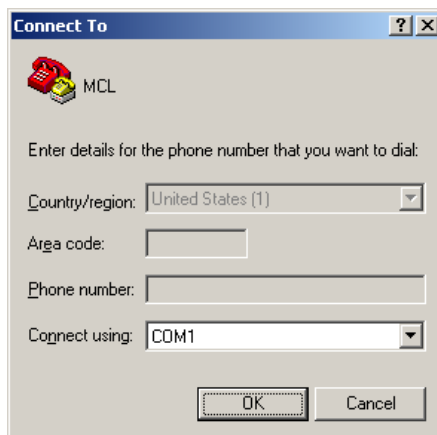 Connect To
MCL
Enter details for the phone number that you want to dial:
Country/region: United States (1)
Area code:
Phone number:
Connect using: COM1
OK Cancel